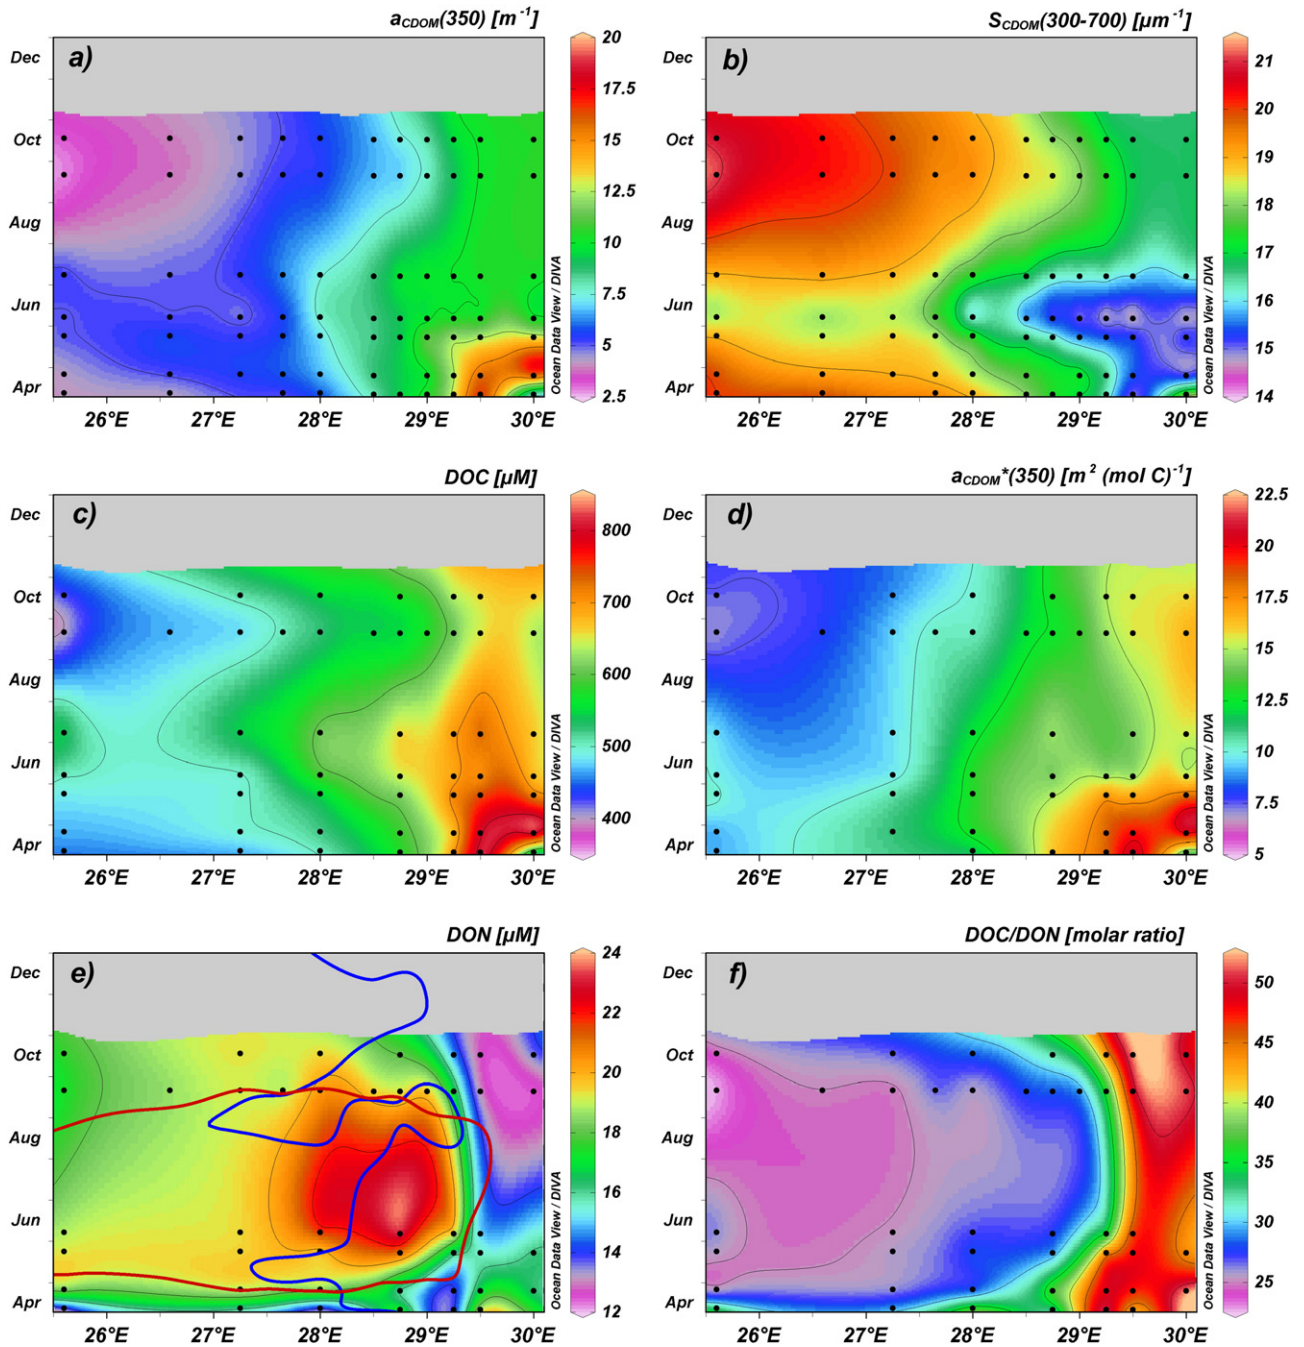 a_CDOM(350) [m^-1]
a)
Dec
Oct
Aug
Jun
Apr
26°E 27°E 28°E 29°E 30°E
20
17.5
15
12.5
10
7.5
5
2.5
Ocean Data View / DIVA
S_CDOM(300-700) [µm^-1]
b)
Dec
Oct
Aug
Jun
Apr
26°E 27°E 28°E 29°E 30°E
21
20
19
18
17
16
15
14
Ocean Data View / DIVA
DOC [µM]
c)
Dec
Oct
Aug
Jun
Apr
26°E 27°E 28°E 29°E 30°E
800
700
600
500
400
Ocean Data View / DIVA
a_CDOM*(350) [m^2 (mol C)^-1]
d)
Dec
Oct
Aug
Jun
Apr
26°E 27°E 28°E 29°E 30°E
22.5
20
17.5
15
12.5
10
7.5
5
Ocean Data View / DIVA
DON [µM]
e)
Dec
Oct
Aug
Jun
Apr
26°E 27°E 28°E 29°E 30°E
24
22
20
18
16
14
12
Ocean Data View / DIVA
DOC/DON [molar ratio]
f)
Dec
Oct
Aug
Jun
Apr
26°E 27°E 28°E 29°E 30°E
50
45
40
35
30
25
Ocean Data View / DIVA